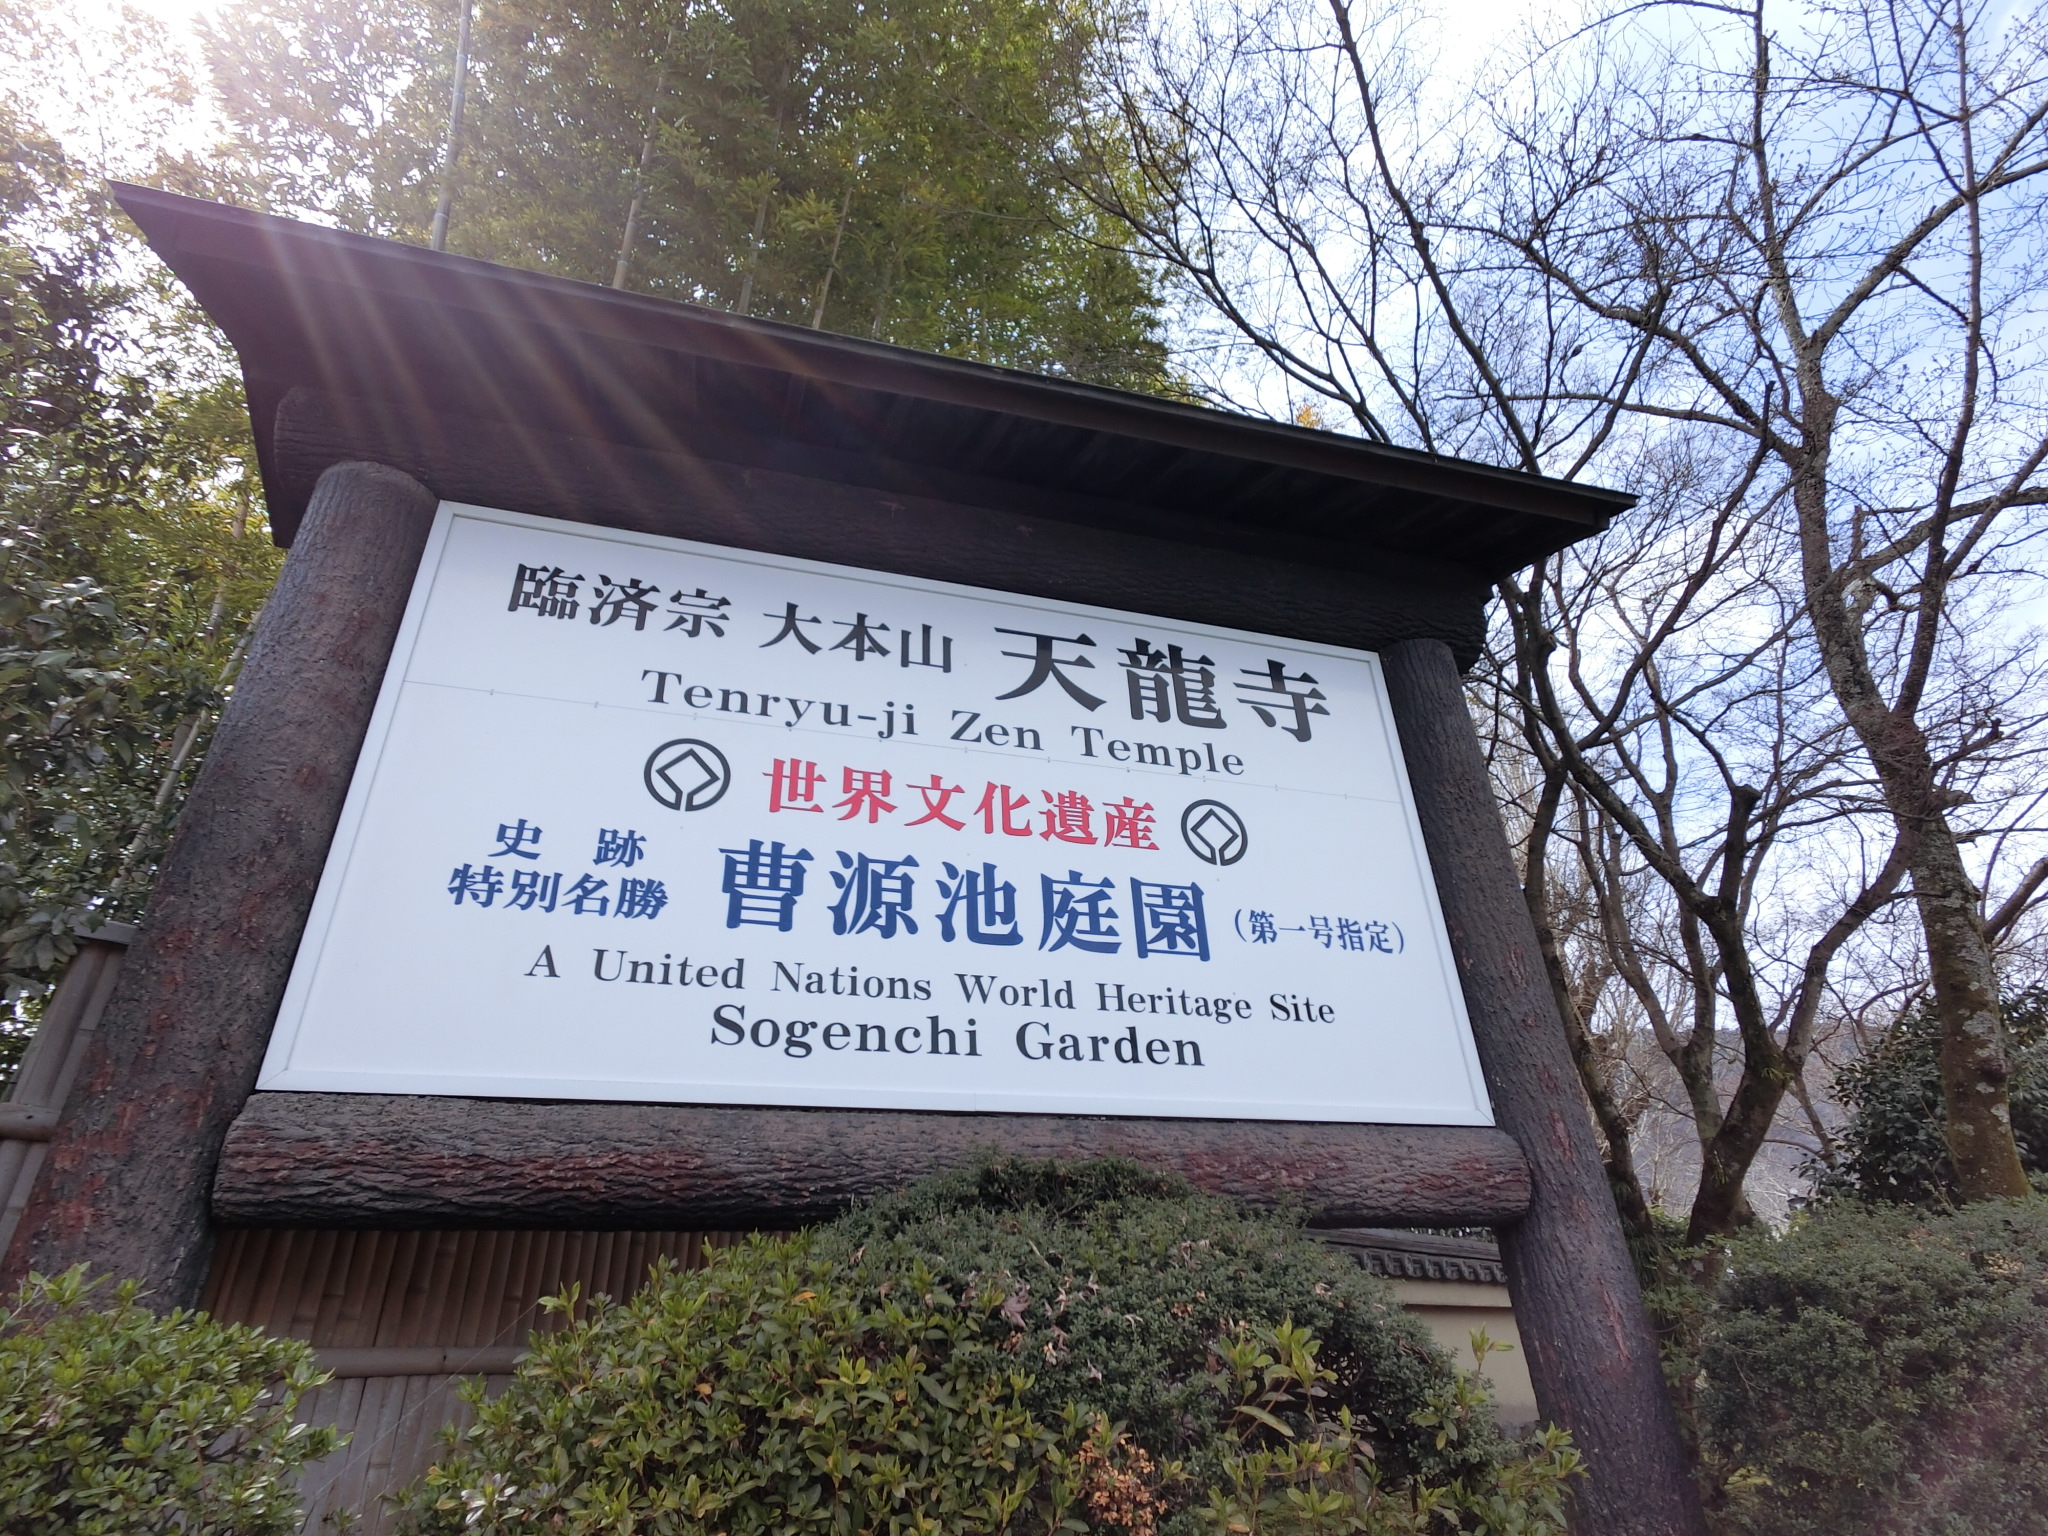 臨済宗 大本山 天龍寺
Tenryu-ji Zen Temple
世界文化遺産
史跡
特別名勝 曹源池庭園 (第一号指定)
A United Nations World Heritage Site
Sogenchi Garden